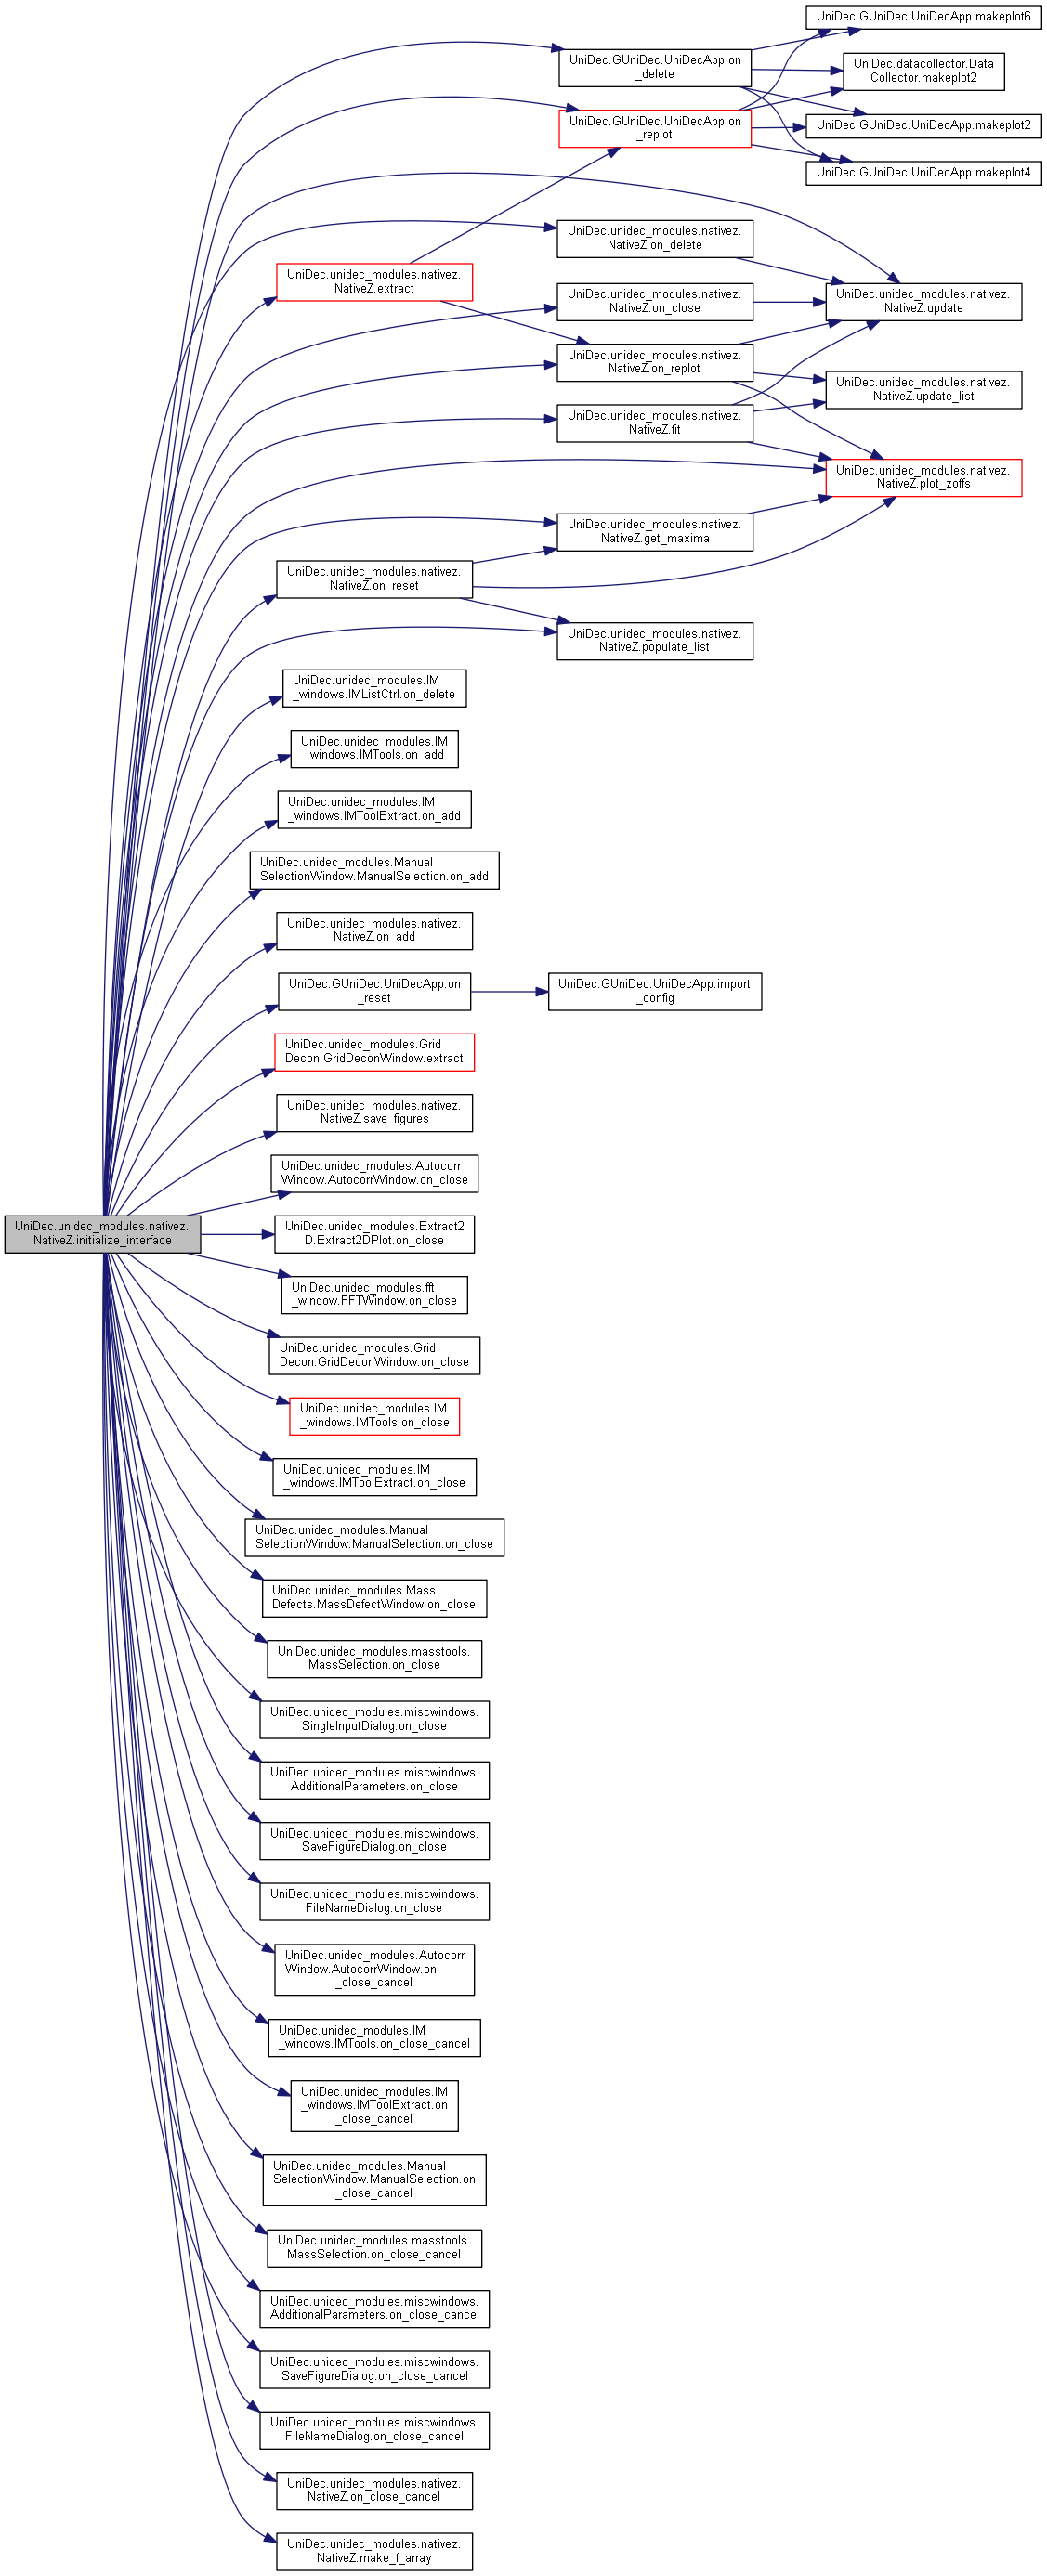 UniDec.GUniDec.UniDecApp.makeplot6
UniDec.GUniDec.UniDecApp.on
_delete
UniDec.datacollector.Data
Collector.makeplot2
UniDec.GUniDec.UniDecApp.on
_replot
UniDec.GUniDec.UniDecApp.makeplot2
UniDec.GUniDec.UniDecApp.makeplot4
UniDec.unidec_modules.nativez.
NativeZ.on_delete
UniDec.unidec_modules.nativez.
NativeZ.extract
UniDec.unidec_modules.nativez.
NativeZ.on_close
UniDec.unidec_modules.nativez.
NativeZ.update
UniDec.unidec_modules.nativez.
NativeZ.on_replot
UniDec.unidec_modules.nativez.
NativeZ.update_list
UniDec.unidec_modules.nativez.
NativeZ.fit
UniDec.unidec_modules.nativez.
NativeZ.plot_zoffs
UniDec.unidec_modules.nativez.
NativeZ.get_maxima
UniDec.unidec_modules.nativez.
NativeZ.on_reset
UniDec.unidec_modules.nativez.
NativeZ.populate_list
UniDec.unidec_modules.IM
_windows.IMListCtrl.on_delete
UniDec.unidec_modules.IM
_windows.IMTools.on_add
UniDec.unidec_modules.IM
_windows.IMToolExtract.on_add
UniDec.unidec_modules.Manual
SelectionWindow.ManualSelection.on_add
UniDec.unidec_modules.nativez.
NativeZ.on_add
UniDec.GUniDec.UniDecApp.on
_reset
UniDec.GUniDec.UniDecApp.import
_config
UniDec.unidec_modules.Grid
Decon.GridDeconWindow.extract
UniDec.unidec_modules.nativez.
NativeZ.save_figures
UniDec.unidec_modules.Autocorr
Window.AutocorrWindow.on_close
UniDec.unidec_modules.nativez.
NativeZ.initialize_interface
UniDec.unidec_modules.Extract2
D.Extract2DPlot.on_close
UniDec.unidec_modules.fft
_window.FFTWindow.on_close
UniDec.unidec_modules.Grid
Decon.GridDeconWindow.on_close
UniDec.unidec_modules.IM
_windows.IMTools.on_close
UniDec.unidec_modules.IM
_windows.IMToolExtract.on_close
UniDec.unidec_modules.Manual
SelectionWindow.ManualSelection.on_close
UniDec.unidec_modules.Mass
Defects.MassDefectWindow.on_close
UniDec.unidec_modules.masstools.
MassSelection.on_close
UniDec.unidec_modules.miscwindows.
SingleInputDialog.on_close
UniDec.unidec_modules.miscwindows.
AdditionalParameters.on_close
UniDec.unidec_modules.miscwindows.
SaveFigureDialog.on_close
UniDec.unidec_modules.miscwindows.
FileNameDialog.on_close
UniDec.unidec_modules.Autocorr
Window.AutocorrWindow.on
_close_cancel
UniDec.unidec_modules.IM
_windows.IMTools.on_close_cancel
UniDec.unidec_modules.IM
_windows.IMToolExtract.on
_close_cancel
UniDec.unidec_modules.Manual
SelectionWindow.ManualSelection.on
_close_cancel
UniDec.unidec_modules.masstools.
MassSelection.on_close_cancel
UniDec.unidec_modules.miscwindows.
AdditionalParameters.on_close_cancel
UniDec.unidec_modules.miscwindows.
SaveFigureDialog.on_close_cancel
UniDec.unidec_modules.miscwindows.
FileNameDialog.on_close_cancel
UniDec.unidec_modules.nativez.
NativeZ.on_close_cancel
UniDec.unidec_modules.nativez.
NativeZ.make_f_array